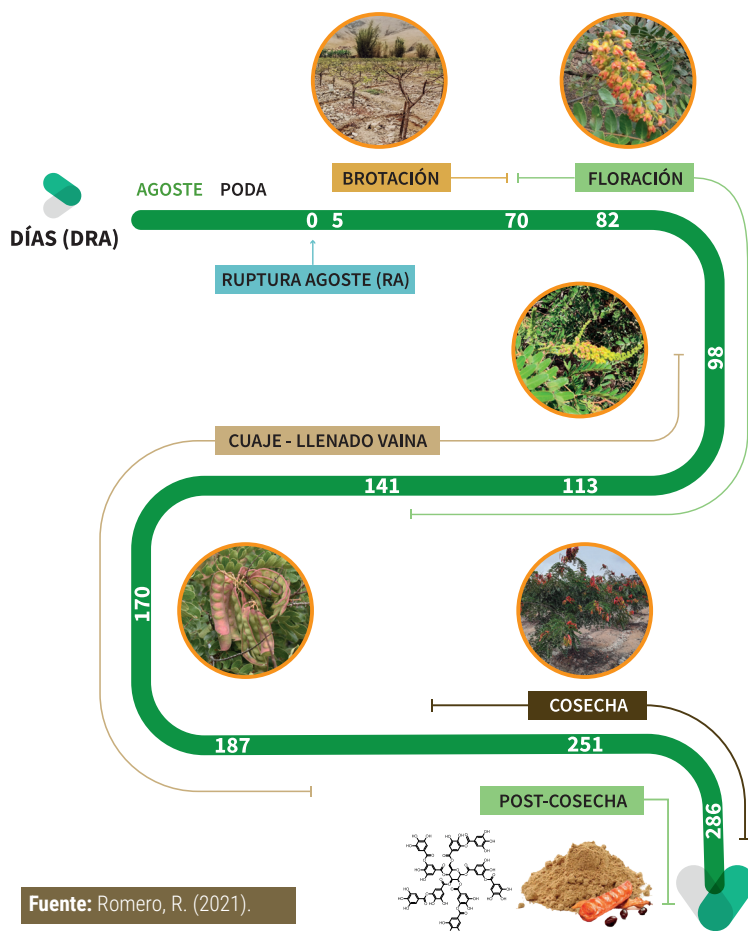 BROTACIÓN
FLORACIÓN
AGOSTE PODA
DÍAS (DRA)
0 5 70 82
RUPTURA AGOSTE (RA)
98
CUAJE - LLENADO VAINA
141 113
170
COSECHA
187 251
POST-COSECHA
286
Fuente: Romero, R. (2021).